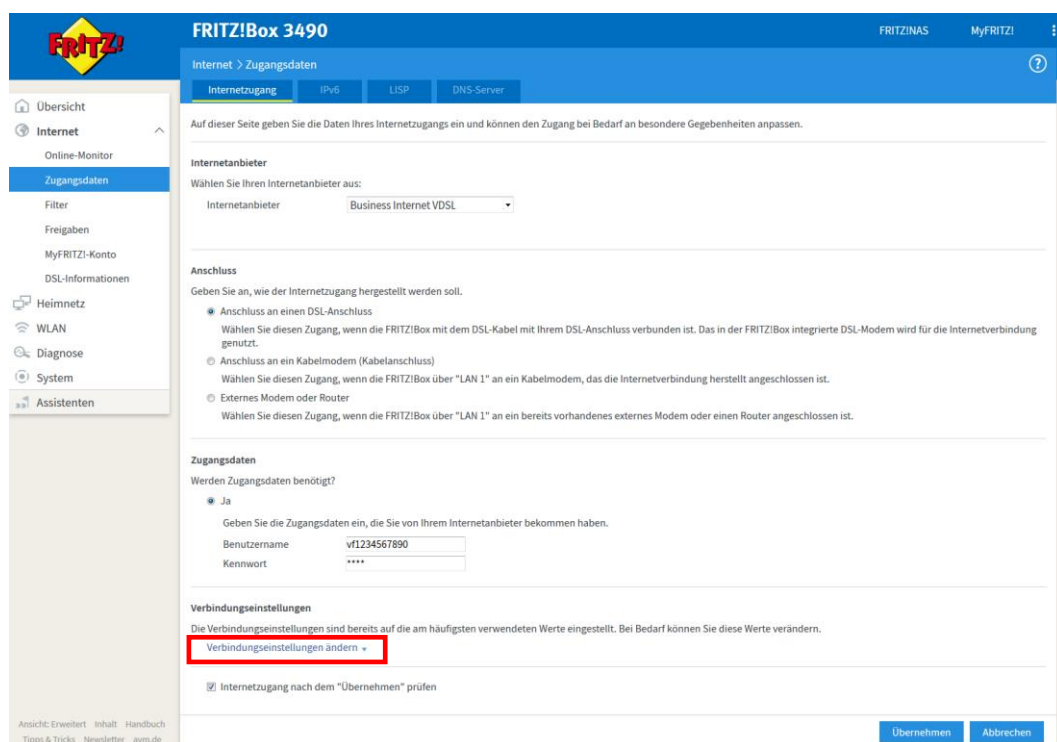 FRITZ!
FRITZ!Box 3490
FRITZ!NAS
MyFRITZ!
Internet > Zugangsdaten
?
Internetzugang
IPv6
LISP
DNS-Server
Übersicht
Internet
Online-Monitor
Zugangsdaten
Filter
Freigaben
MyFRITZ!-Konto
DSL-Informationen
Heimnetz
WLAN
Diagnose
System
Assistenten
Ansicht: Erweitert Inhalt Handbuch
Tipps & Tricks Newsletter avm.de
Auf dieser Seite geben Sie die Daten Ihres Internetzugangs ein und können den Zugang bei Bedarf an besondere Gegebenheiten anpassen.
Internetanbieter
Wählen Sie Ihren Internetanbieter aus:
Internetanbieter Business Internet VDSL
Anschluss
Geben Sie an, wie der Internetzugang hergestellt werden soll.
Anschluss an einen DSL-Anschluss
Wählen Sie diesen Zugang, wenn die FRITZ!Box mit dem DSL-Kabel mit Ihrem DSL-Anschluss verbunden ist. Das in der FRITZ!Box integrierte DSL-Modem wird für die Internetverbindung
genutzt.
Anschluss an ein Kabelmodem (Kabelanschluss)
Wählen Sie diesen Zugang, wenn die FRITZ!Box über "LAN 1" an ein Kabelmodem, das die Internetverbindung herstellt angeschlossen ist.
Externes Modem oder Router
Wählen Sie diesen Zugang, wenn die FRITZ!Box über "LAN 1" an ein bereits vorhandenes externes Modem oder einen Router angeschlossen ist.
Zugangsdaten
Werden Zugangsdaten benötigt?
Ja
Geben Sie die Zugangsdaten ein, die Sie von Ihrem Internetanbieter bekommen haben.
Benutzername vf1234567890
Kennwort ****
Verbindungseinstellungen
Die Verbindungseinstellungen sind bereits auf die am häufigsten verwendeten Werte eingestellt. Bei Bedarf können Sie diese Werte verändern.
Verbindungseinstellungen ändern
Internetzugang nach dem "Übernehmen" prüfen
Übernehmen
Abbrechen